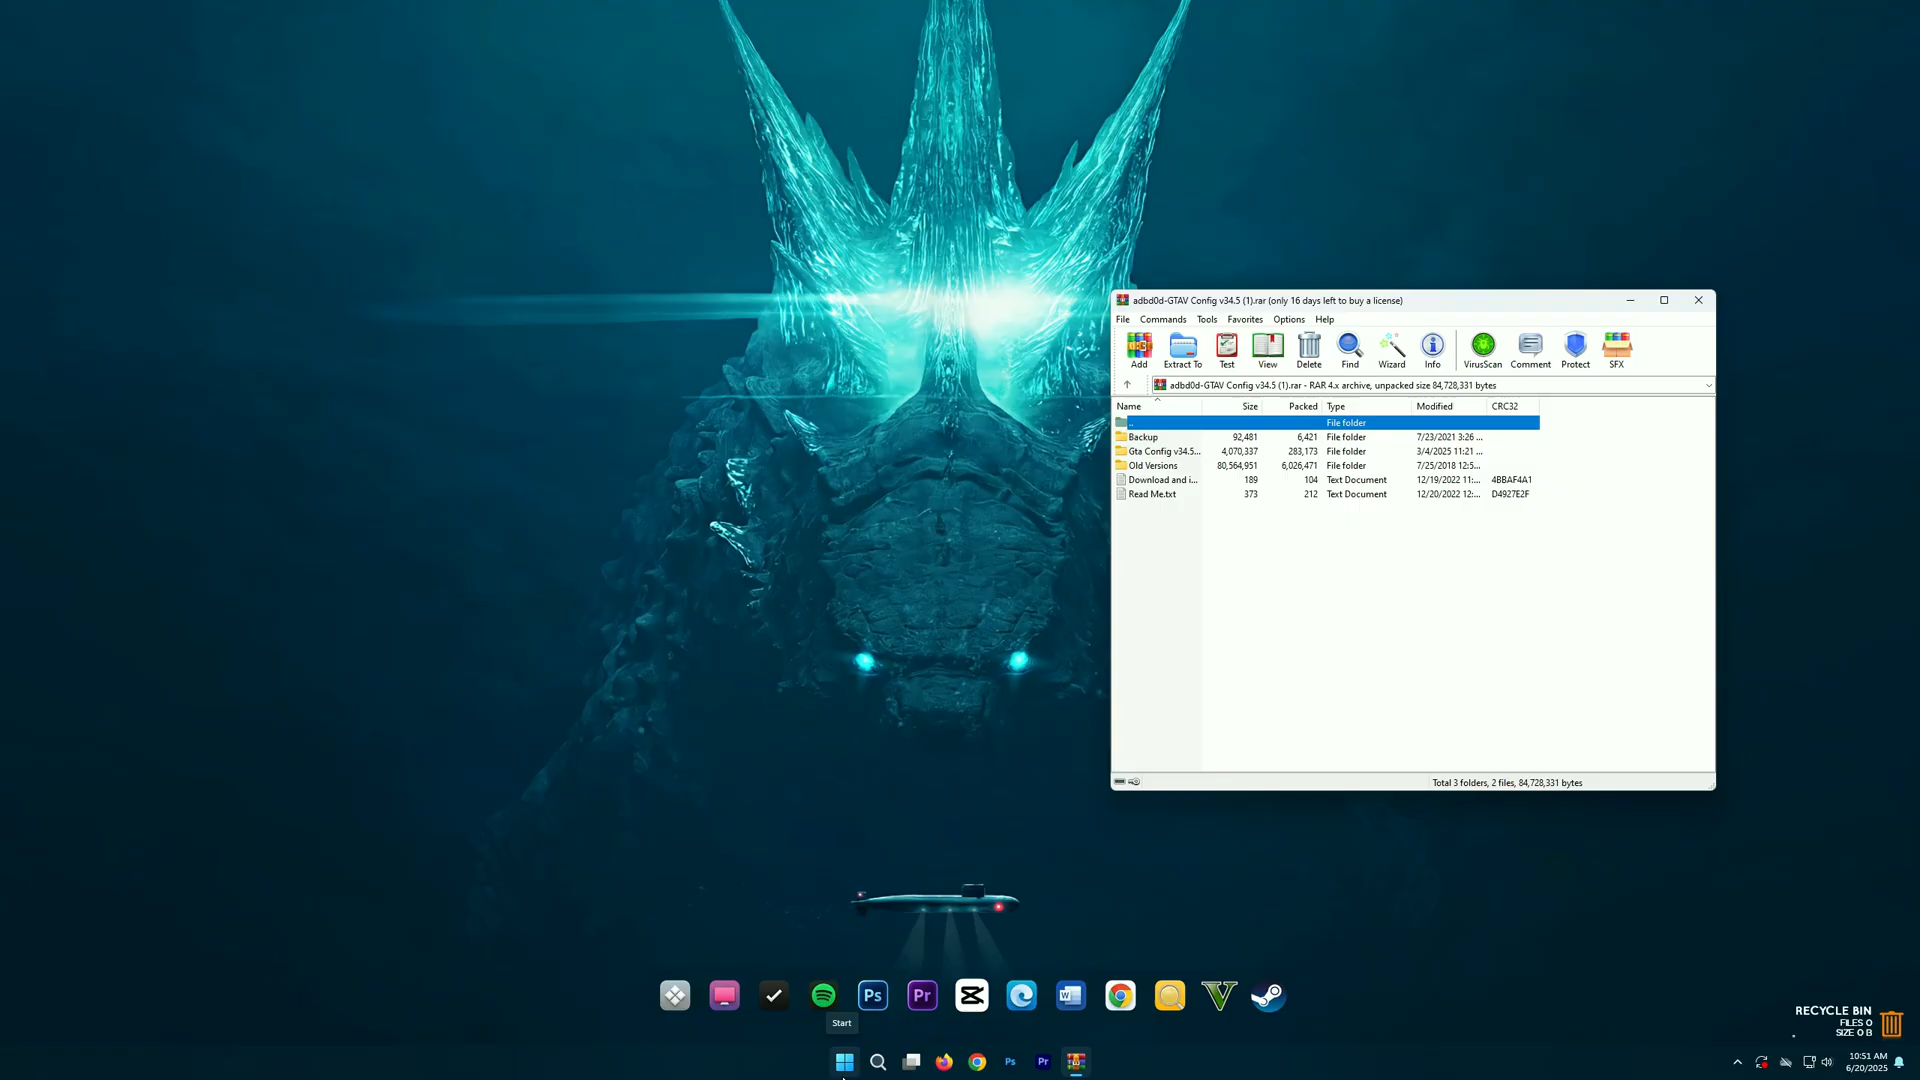 adbd0d-GTAV Config v34.5 (1).rar (only 16 days left to buy a license)
File Commands Tools Favorites Options Help
Add Extract To Test View Delete Find Wizard Info VirusScan Comment Protect SFX
adbd0d-GTAV Config v34.5 (1).rar - RAR 4.x archive, unpacked size 84,728,331 bytes
Name Size Packed Type Modified CRC32
.. File folder
Backup 92,481 6,421 File folder 7/23/2021 3:26 ...
Gta Config v34.5... 4,070,337 283,173 File folder 3/4/2025 11:21 ...
Old Versions 80,564,951 6,026,471 File folder 7/25/2018 12:5...
Download and i... 189 104 Text Document 12/19/2022 11:... 4BBAF4A1
Read Me.txt 373 212 Text Document 12/20/2022 12:... D4927E2F
Total 3 folders, 2 files, 84,728,331 bytes
Ps Pr W V
Start
RECYCLE BIN
FILES 0
SIZE 0 B
Ps Pr
10:51 AM
6/20/2025